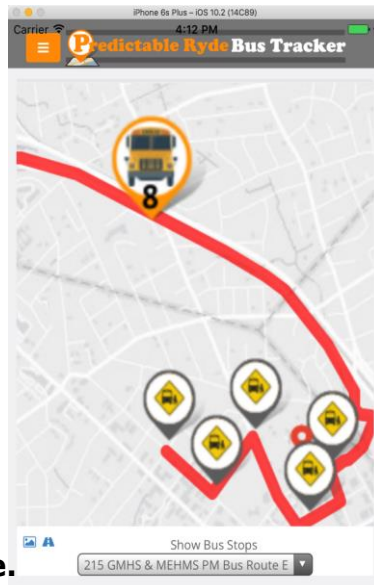 iPhone 6s Plus – iOS 10.2 (14C89)
Carrier 4:12 PM
Predictable Ryde Bus Tracker
8
Show Bus Stops
215 GMHS & MEHMS PM Bus Route E
e.